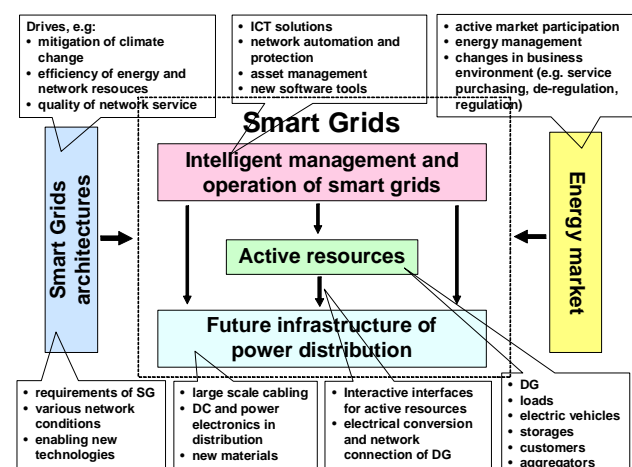 Drives, e.g:
• mitigation of climate
change
• efficiency of energy and
network resouces
• quality of network service
• ICT solutions
• network automation and
protection
• asset management
• new software tools
• active market participation
• energy management
• changes in business
environment (e.g. service
purchasing, de-regulation,
regulation)
Smart Grids
Intelligent management and
operation of smart grids
Smart Grids
architectures
Active resources
Energy market
Future infrastructure of
power distribution
• requirements of SG
• various network
conditions
• enabling new
technologies
• large scale cabling
• DC and power
electronics in
distribution
• new materials
• Interactive interfaces
for active resources
• electrical conversion
and network
connection of DG
• DG
• loads
• electric vehicles
• storages
• customers
• aggregators